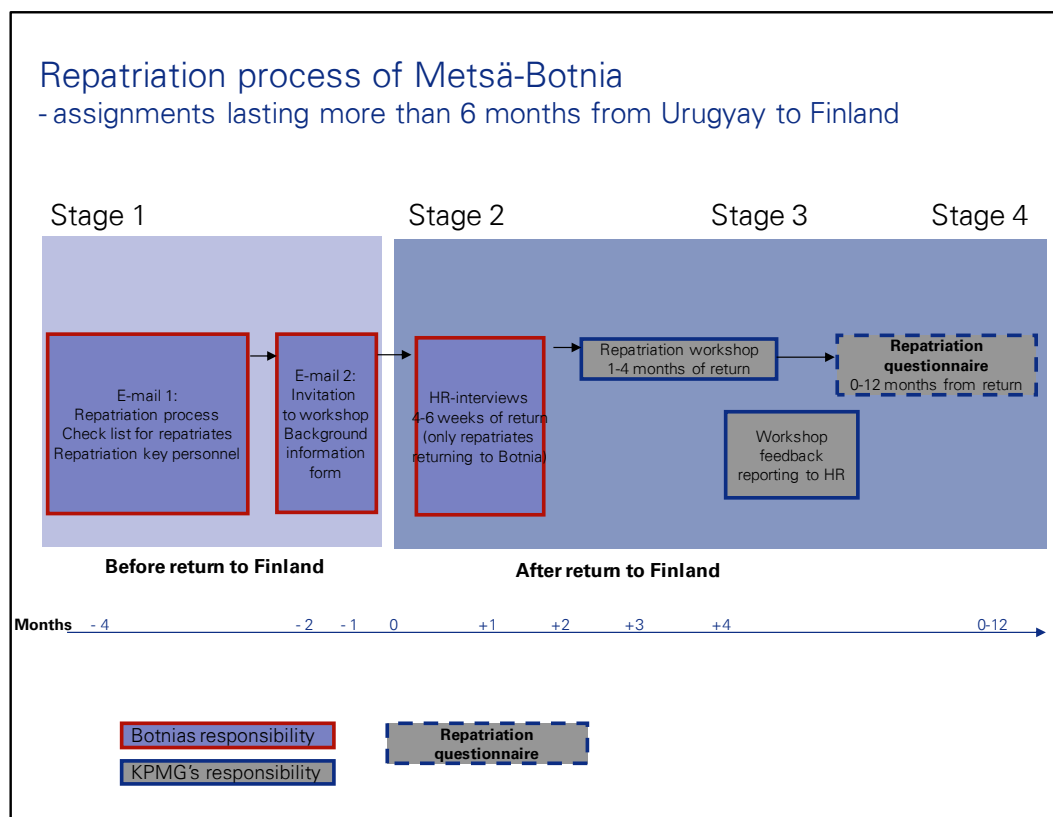 Repatriation process of Metsä-Botnia
- assignments lasting more than 6 months from Urugyay to Finland
Stage 1
Stage 2
Stage 3
Stage 4
E-mail 1:
Repatriation process
Check list for repatriates
Repatriation key personnel
E-mail 2:
Invitation
to workshop
Background
information
form
HR-interviews
4-6 weeks of return
(only repatriates
returning to Botnia)
Repatriation workshop
1-4 months of return
Workshop
feedback
reporting to HR
Repatriation
questionnaire
0-12 months from return
Before return to Finland
After return to Finland
Months
- 4
- 2
- 1
0
+1
+2
+3
+4
0-12
Botnias responsibility
KPMG's responsibility
Repatriation
questionnaire